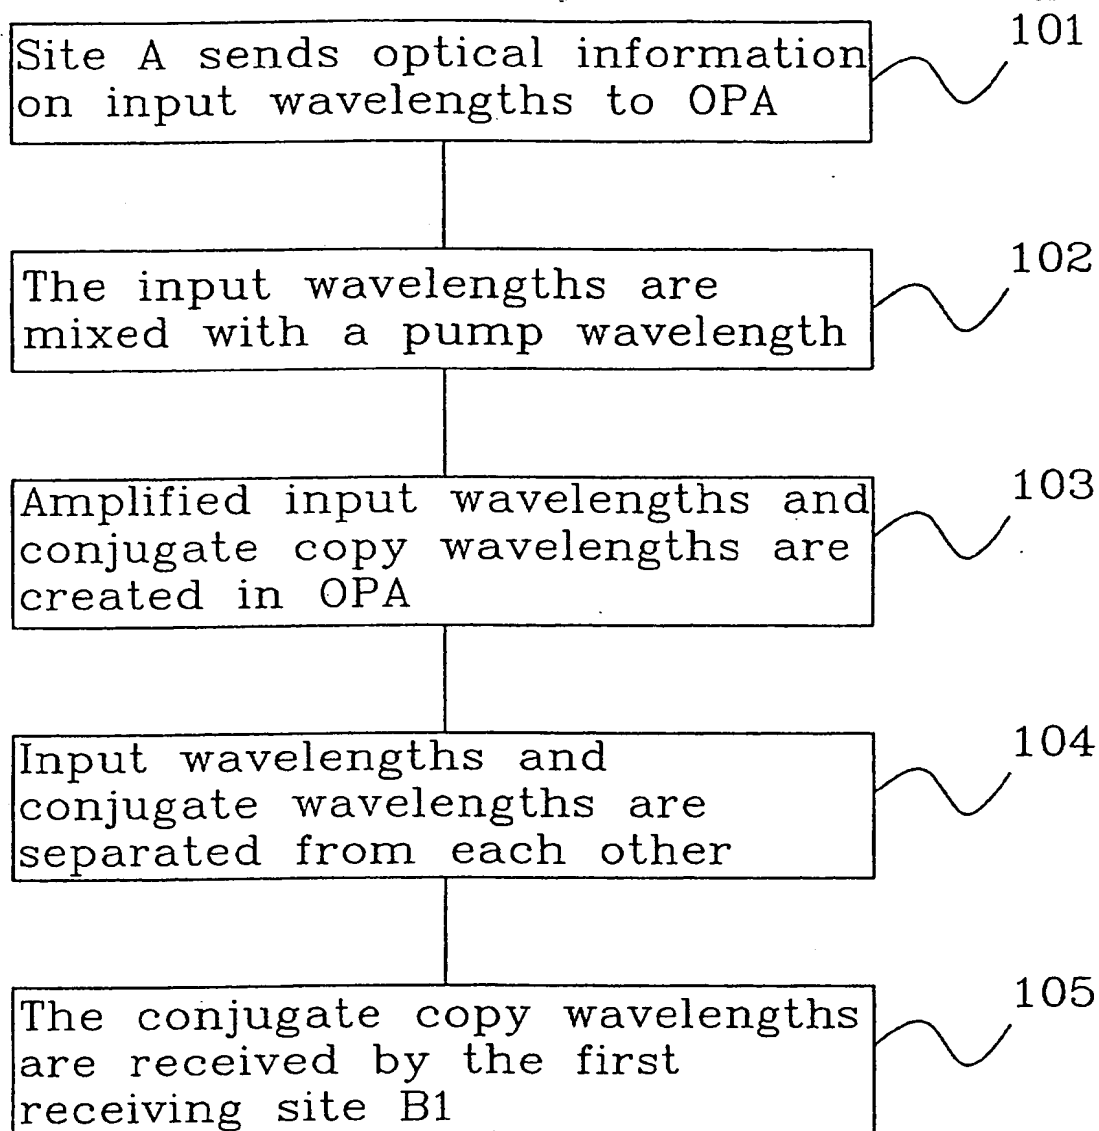 101
Site A sends optical information
on input wavelengths to OPA
102
The input wavelengths are
mixed with a pump wavelength
103
Amplified input wavelengths and
conjugate copy wavelengths are
created in OPA
104
Input wavelengths and
conjugate wavelengths are
separated from each other
105
The conjugate copy wavelengths
are received by the first
receiving site B1